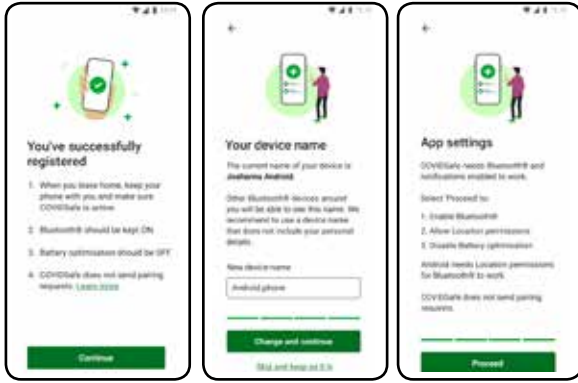 You've successfully
registered
1. When you leave home, keep your
phone with you and make sure
COVIDSafe is active.
2. Bluetooth® should be kept ON
3. Battery optimisation should be OFF
4. COVIDSafe does not send pairing
requests. Learn more
Continue
Your device name
The current name of your device is
Android.
Other Bluetooth® devices around
you will be able to see this name. We
recommend to use a device name
that does not include your personal
details.
New device name
Android phone
Change and continue
Skip and keep as it is
App settings
COVIDSafe needs Bluetooth® and
notifications enabled to work.
Select 'Proceed' to:
1. Enable Bluetooth®
2. Allow Location permissions
3. Disable Battery optimisation
Android needs Location permissions
for Bluetooth® to work.
COVIDSafe does not send pairing
requests.
Proceed